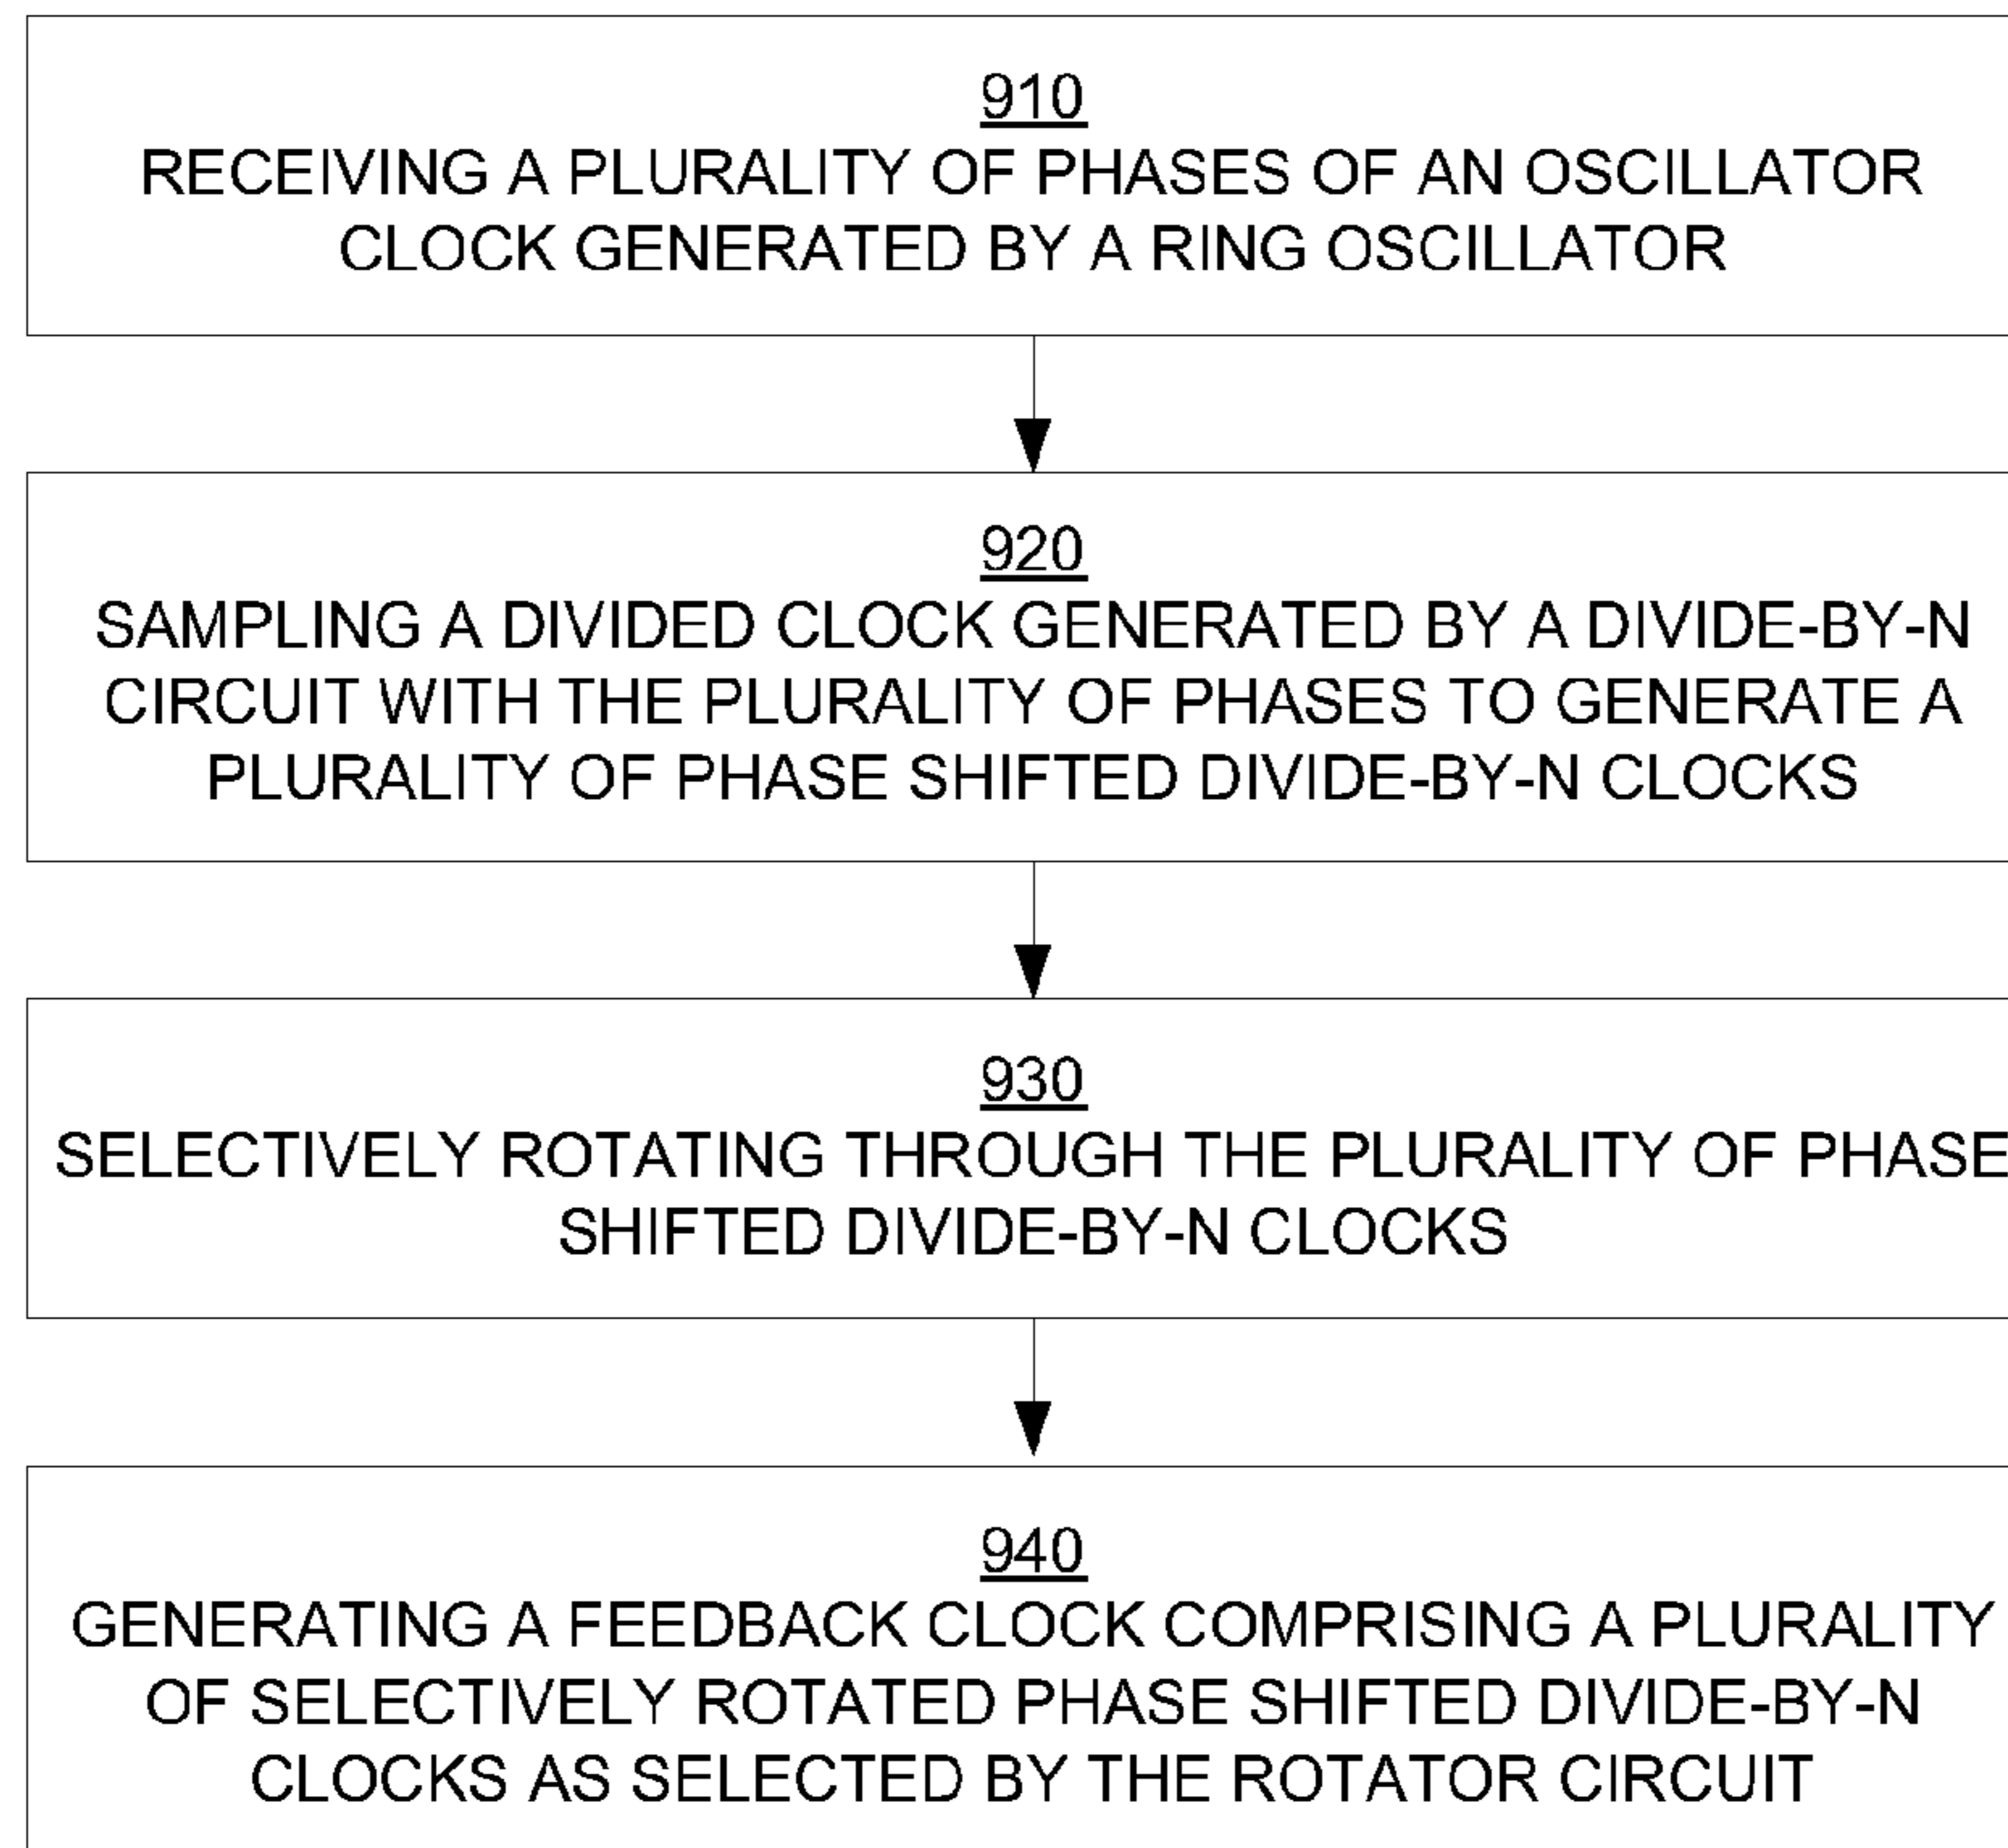 910
RECEIVING A PLURALITY OF PHASES OF AN OSCILLATOR
CLOCK GENERATED BY A RING OSCILLATOR
920
SAMPLING A DIVIDED CLOCK GENERATED BY A DIVIDE-BY-N
CIRCUIT WITH THE PLURALITY OF PHASES TO GENERATE A
PLURALITY OF PHASE SHIFTED DIVIDE-BY-N CLOCKS
930
SELECTIVELY ROTATING THROUGH THE PLURALITY OF PHASE
SHIFTED DIVIDE-BY-N CLOCKS
940
GENERATING A FEEDBACK CLOCK COMPRISING A PLURALITY
OF SELECTIVELY ROTATED PHASE SHIFTED DIVIDE-BY-N
CLOCKS AS SELECTED BY THE ROTATOR CIRCUIT